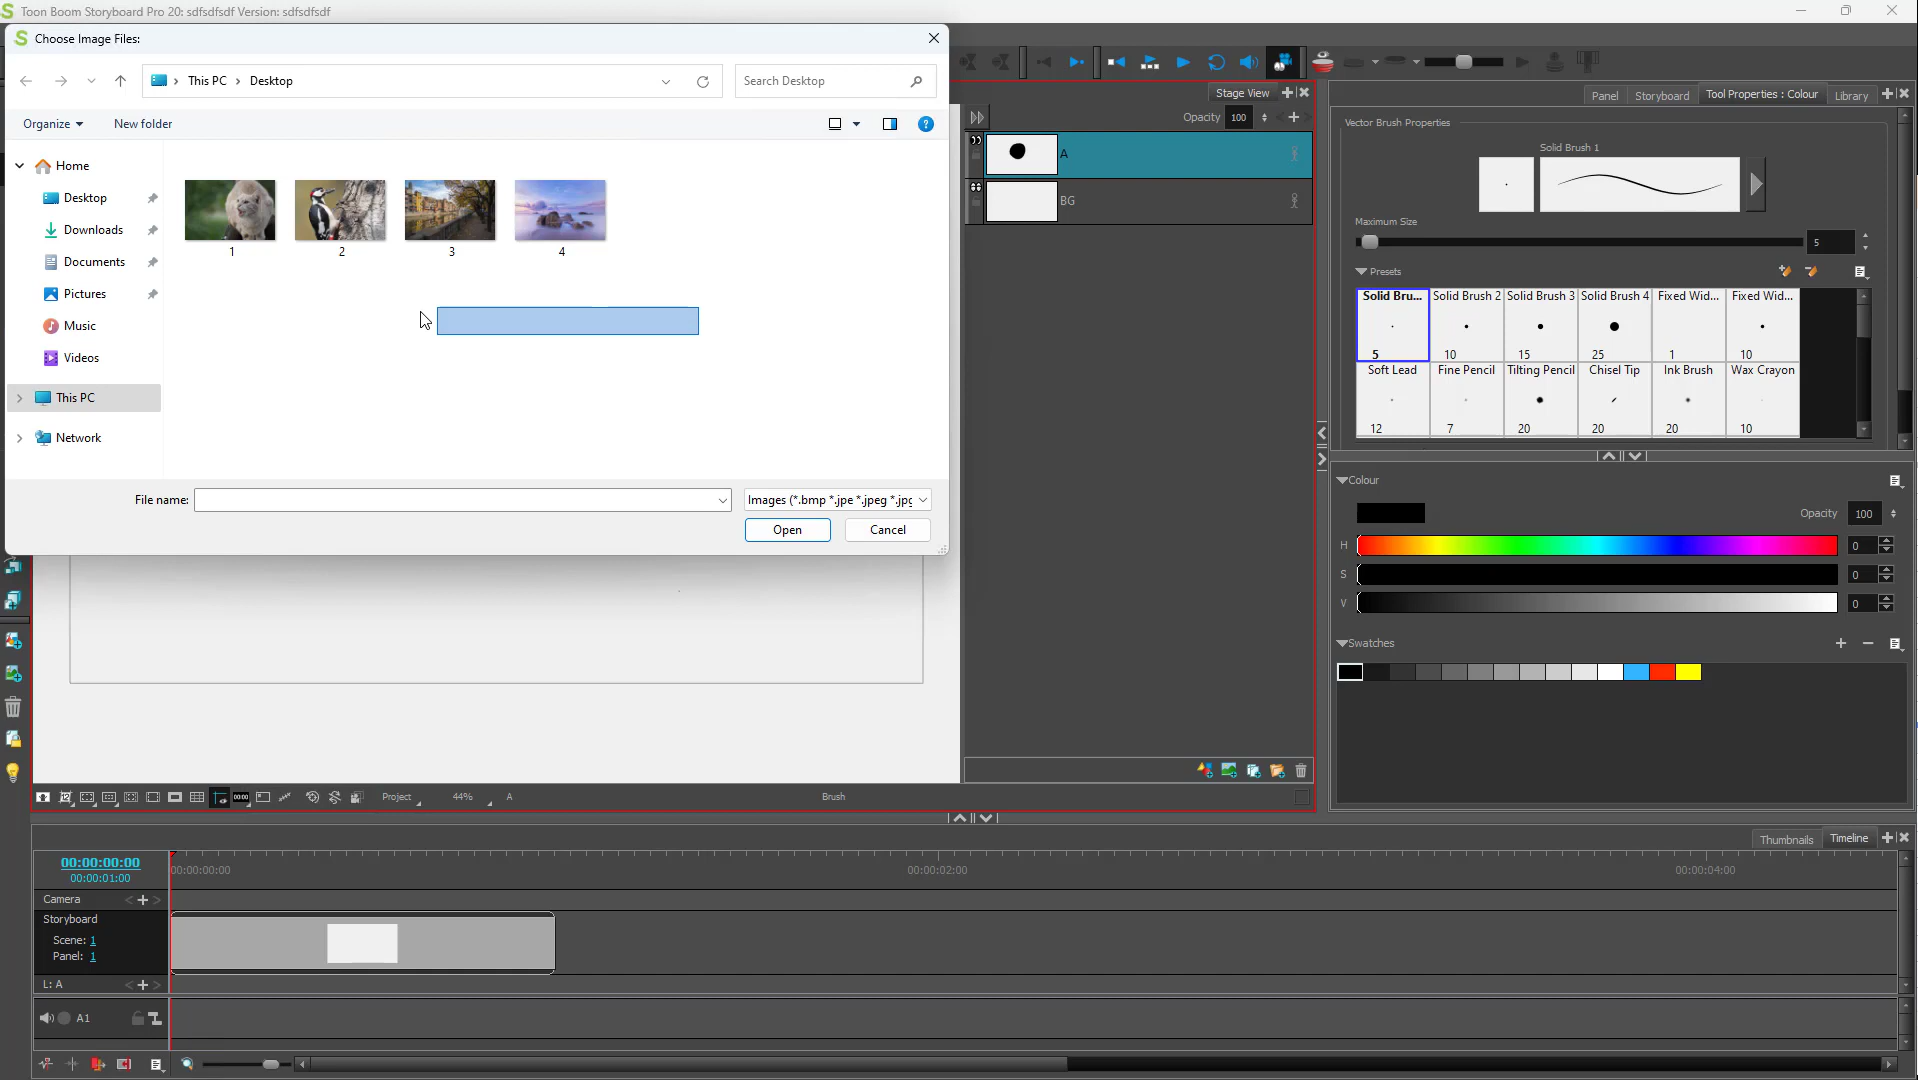 Toon Boom Storyboard Pro 20: sdfsdfsdf Version: sdfsdfsdf
Choose Image Files:
This PC > Desktop
Search Desktop
Organize
New folder
Home
Desktop
Downloads
Documents
Pictures
Music
Videos
This PC
Network
1
2
3
4
File name:
Images (*.bmp *.jpe *.jpeg *.jpg
Open
Cancel
Stage View
Opacity 100
A
BG
Panel
Storyboard
Tool Properties : Colour
Library
Vector Brush Properties
Solid Brush 1
Maximum Size
5
Presets
Solid Bru... Solid Brush 2 Solid Brush 3 Solid Brush 4 Fixed Wid... Fixed Wid...
5 10 15 25 1 10
Soft Lead Fine Pencil Tilting Pencil Chisel Tip Ink Brush Wax Crayon
12 7 20 20 20 10
Colour
Opacity 100
H 0
S 0
V 0
Swatches
Project
44%
A
Brush
Thumbnails
Timeline
00:00:00:00
00:00:01:00
00:00:00:00
00:00:02:00
00:00:04:00
Camera
Storyboard
Scene: 1
Panel: 1
L: A
A1